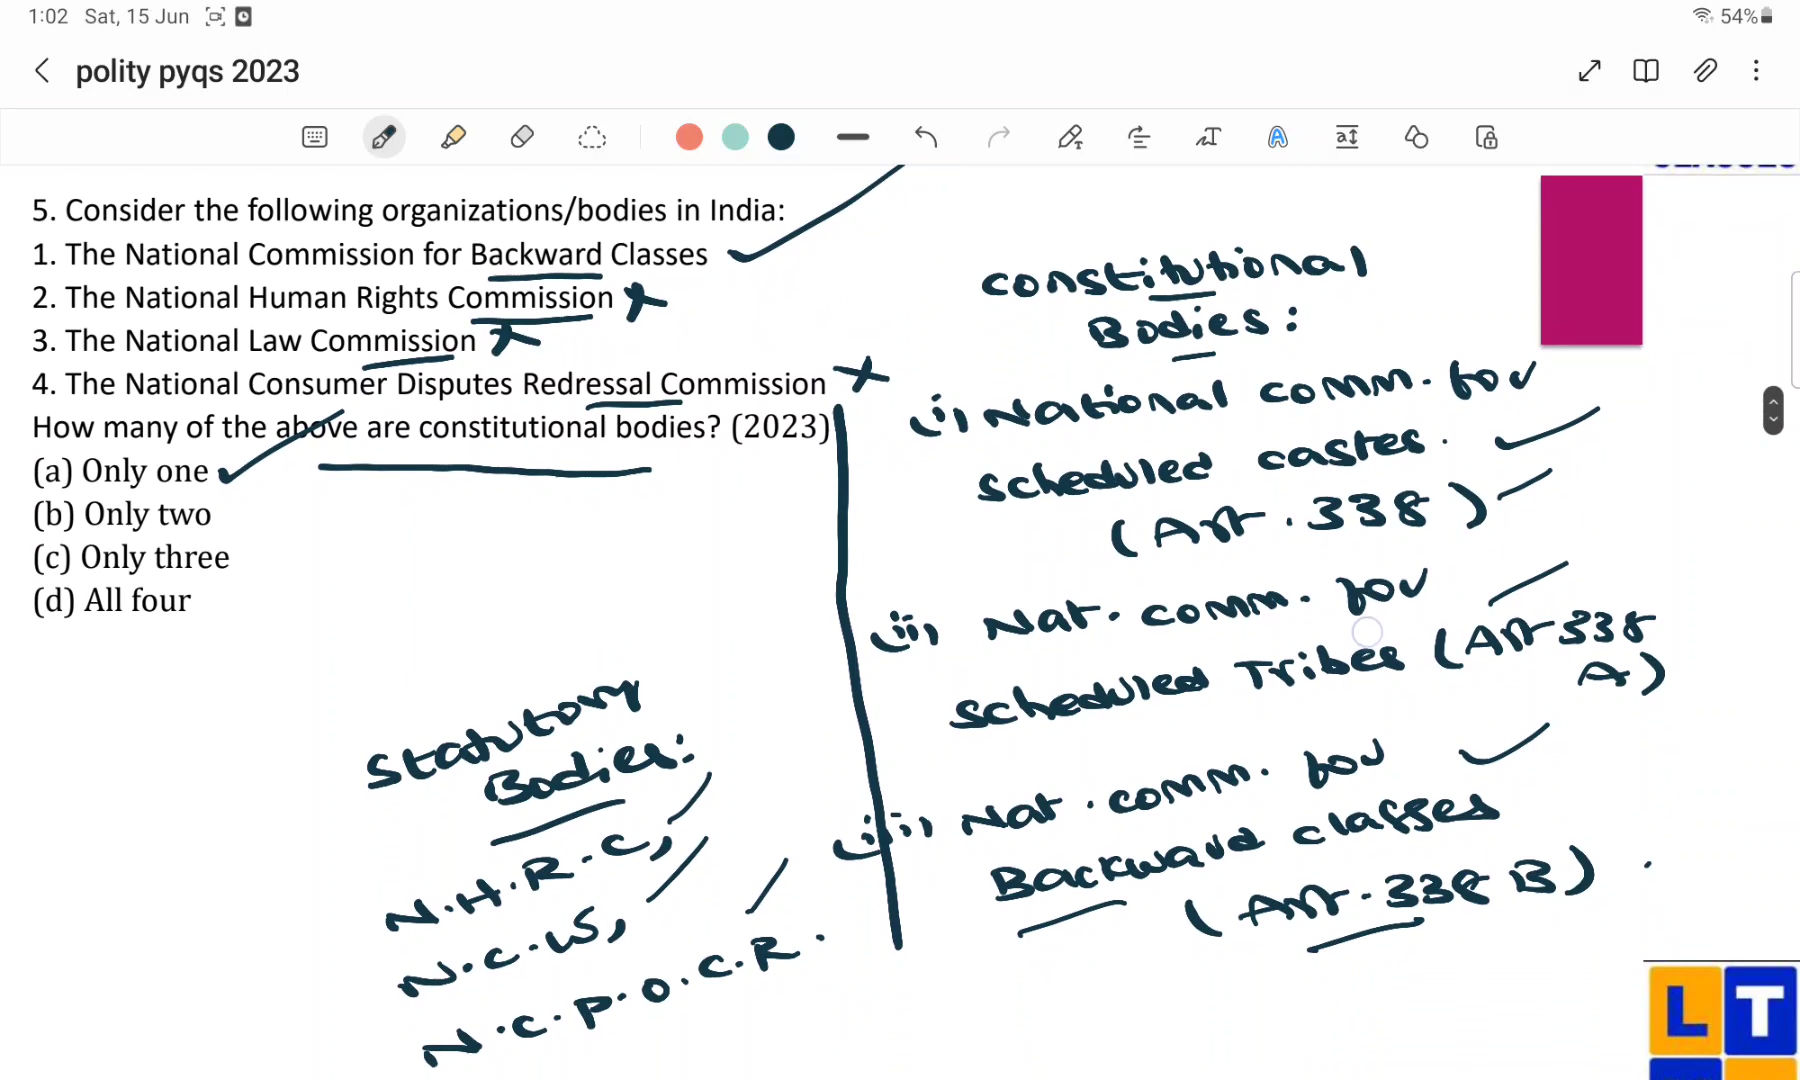 1:02 Sat, 15 Jun
54%
polity pyqs 2023
5. Consider the following organizations/bodies in India:
1. The National Commission for Backward Classes
2. The National Human Rights Commission
3. The National Law Commission
4. The National Consumer Disputes Redressal Commission
How many of the above are constitutional bodies? (2023)
(a) Only one
(b) Only two
(c) Only three
(d) All four
Statutory
Bodies:
N.H.R.C,
N.C.W,
N.C.P.O.C.R.
Constitutional
Bodies:
(i) National comm. for
scheduled castes.
(Art. 338)
(ii) Nat. comm. for
scheduled Tribes (Art 338
A)
(iii) Nat. comm. for
Backward classes
(Art. 338 B)
LT